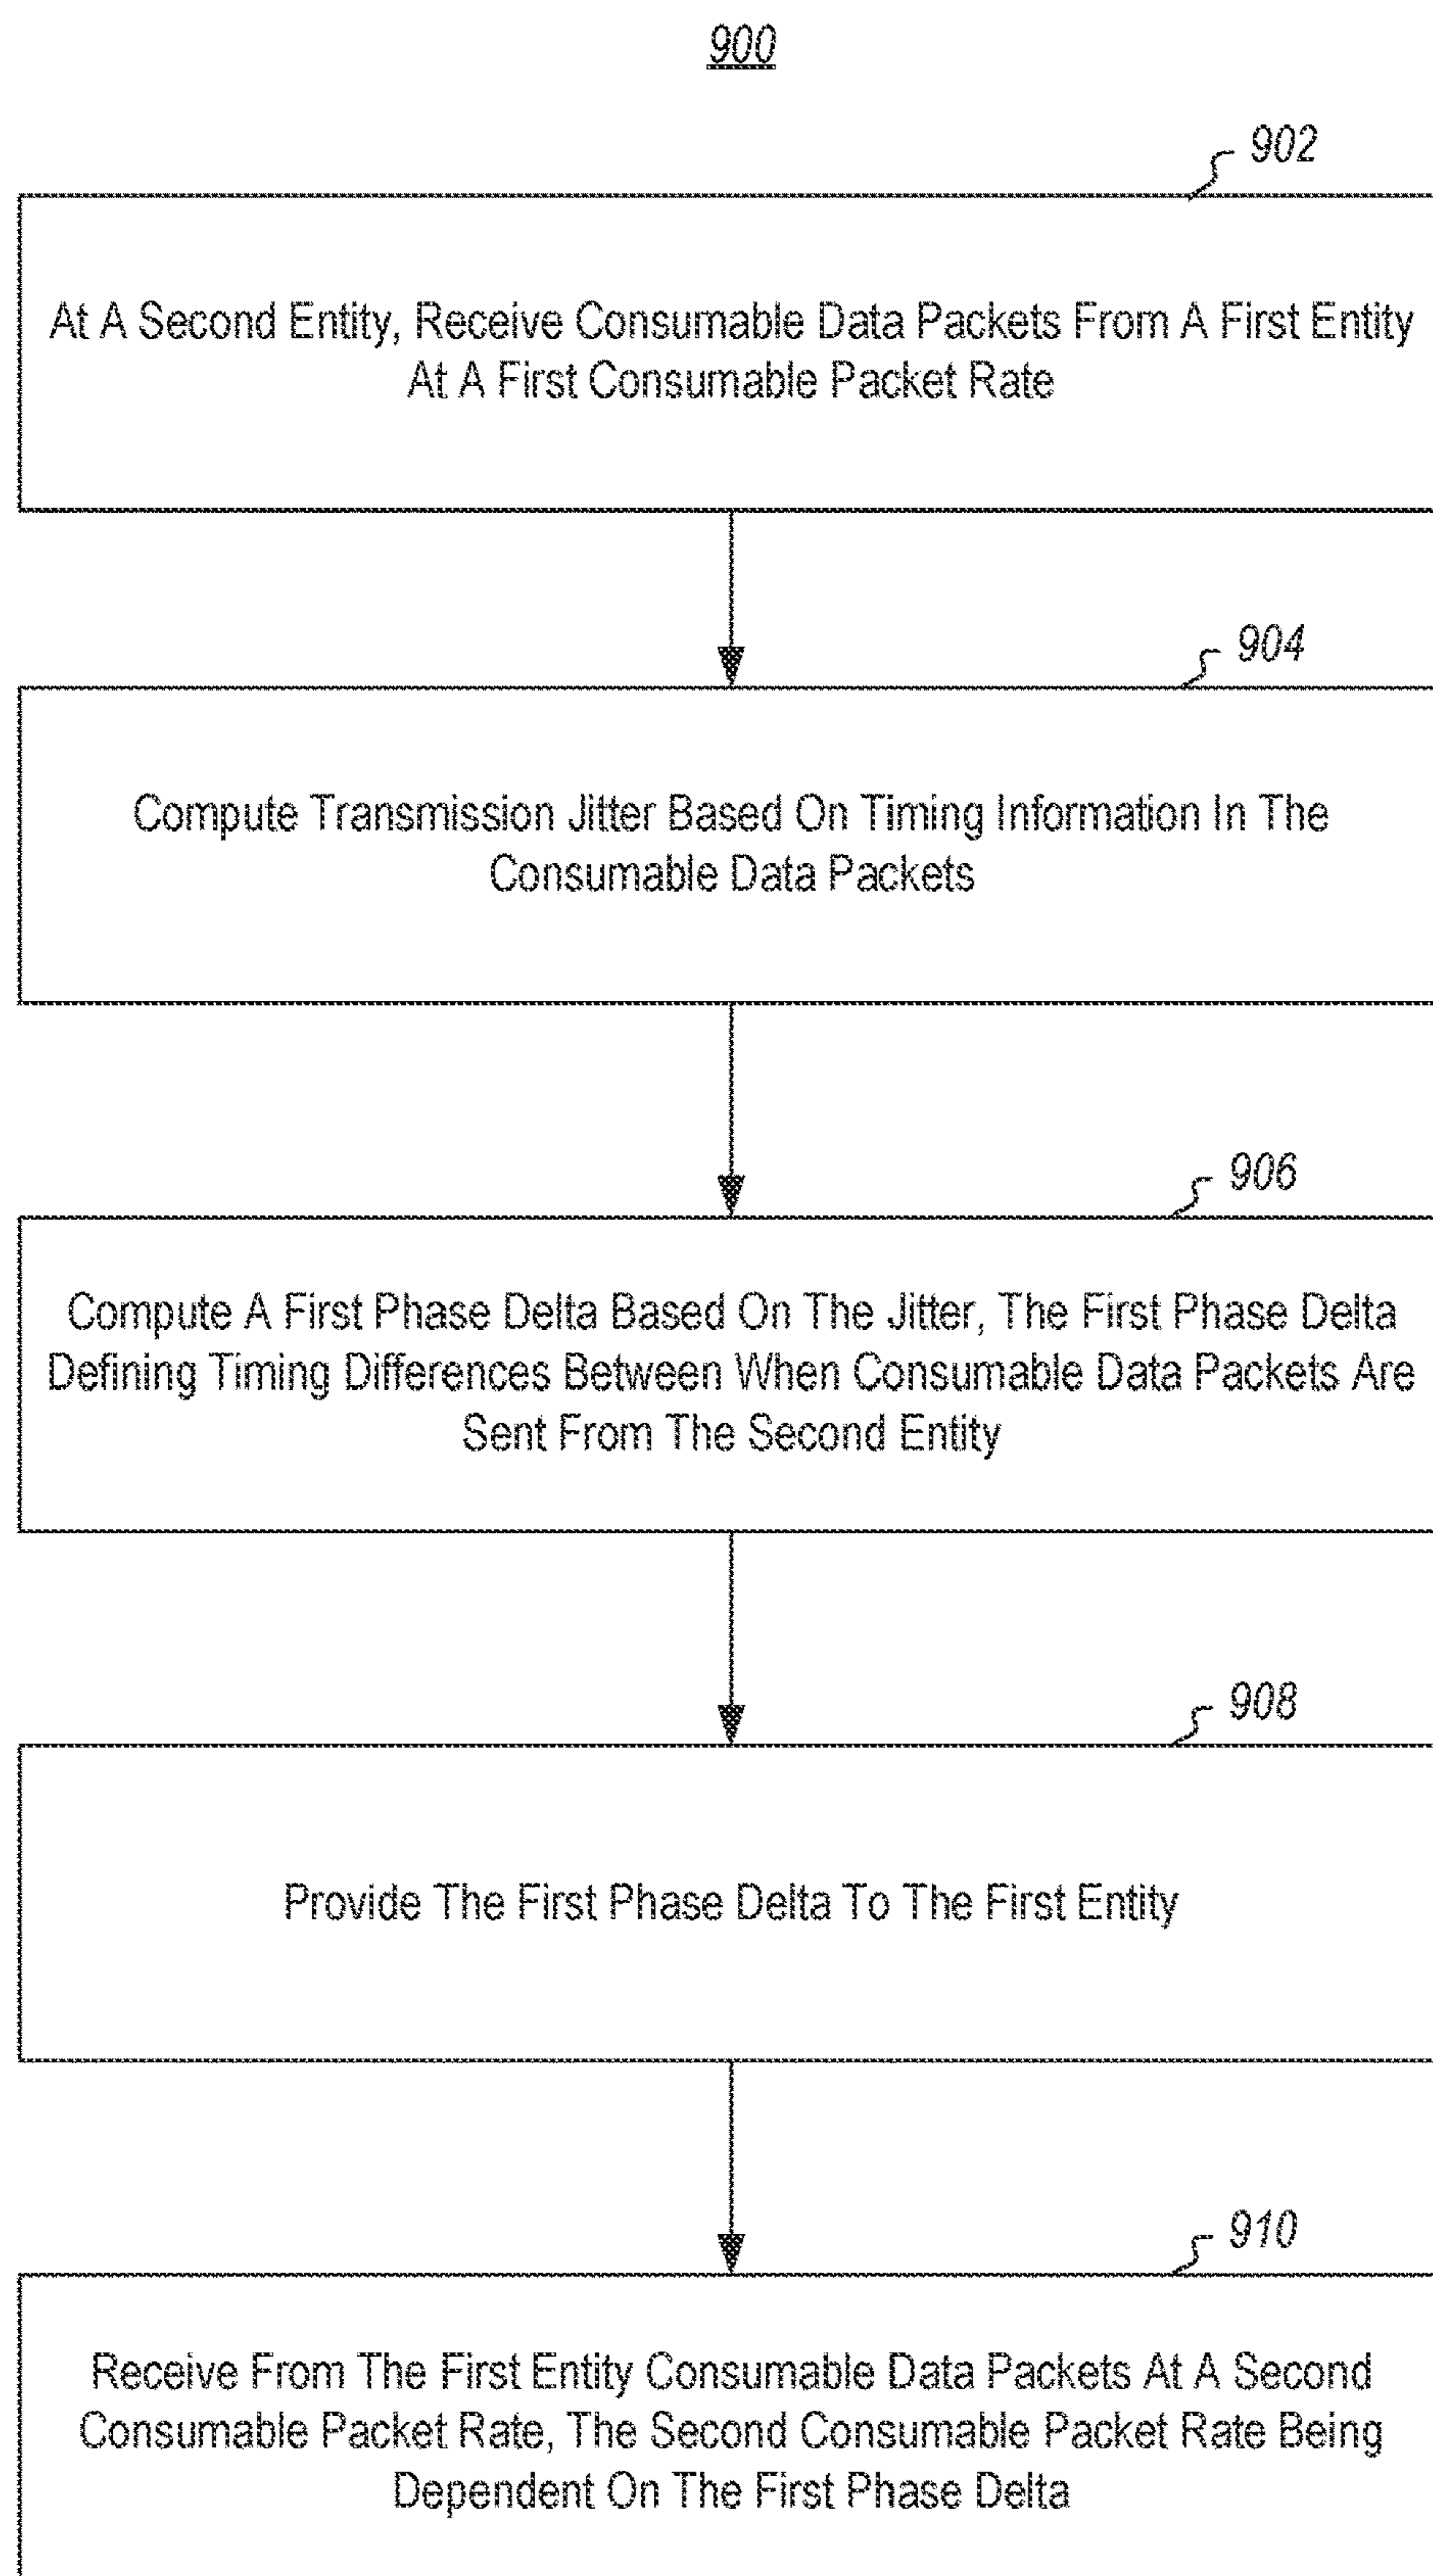 900
902
At A Second Entity, Receive Consumable Data Packets From A First Entity
At A First Consumable Packet Rate
904
Compute Transmission Jitter Based On Timing Information In The
Consumable Data Packets
906
Compute A First Phase Delta Based On The Jitter, The First Phase Delta
Defining Timing Differences Between When Consumable Data Packets Are
Sent From The Second Entity
908
Provide The First Phase Delta To The First Entity
910
Receive From The First Entity Consumable Data Packets At A Second
Consumable Packet Rate, The Second Consumable Packet Rate Being
Dependent On The First Phase Delta